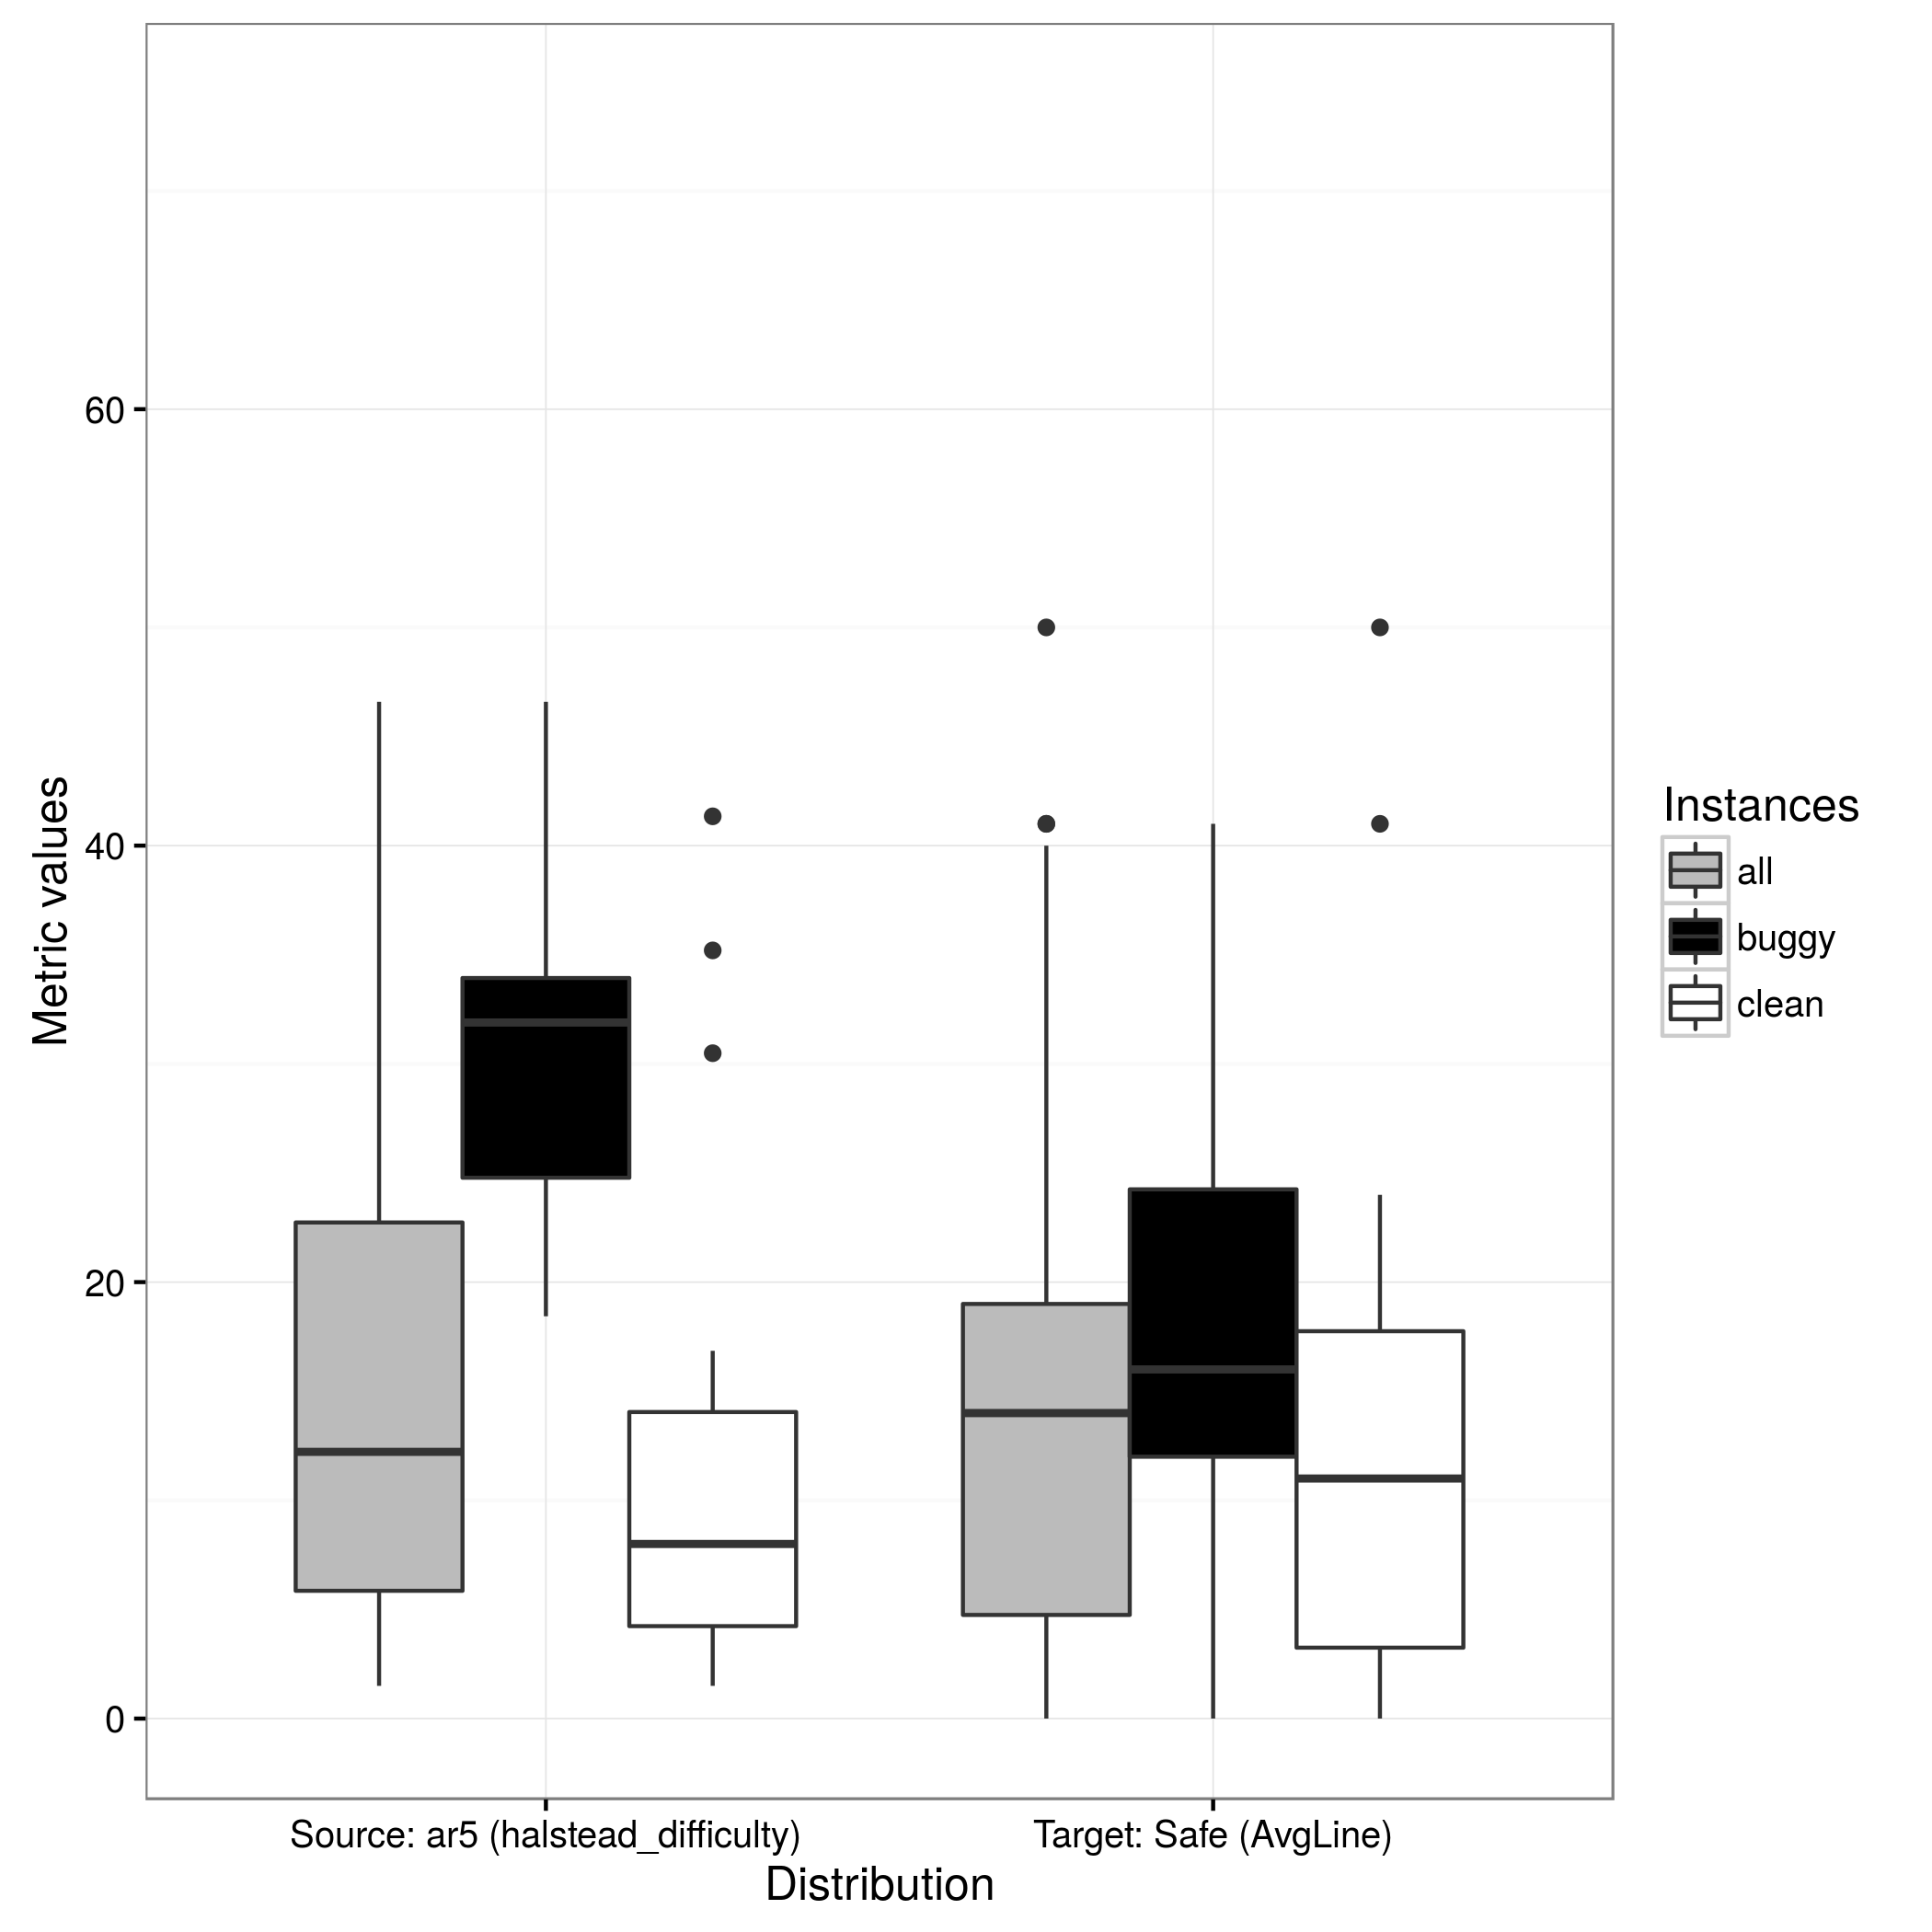 Metric values
60
40
20
0
Source: ar5 (halstead_difficulty)
Target: Safe (AvgLine)
Distribution
Instances
all
buggy
clean